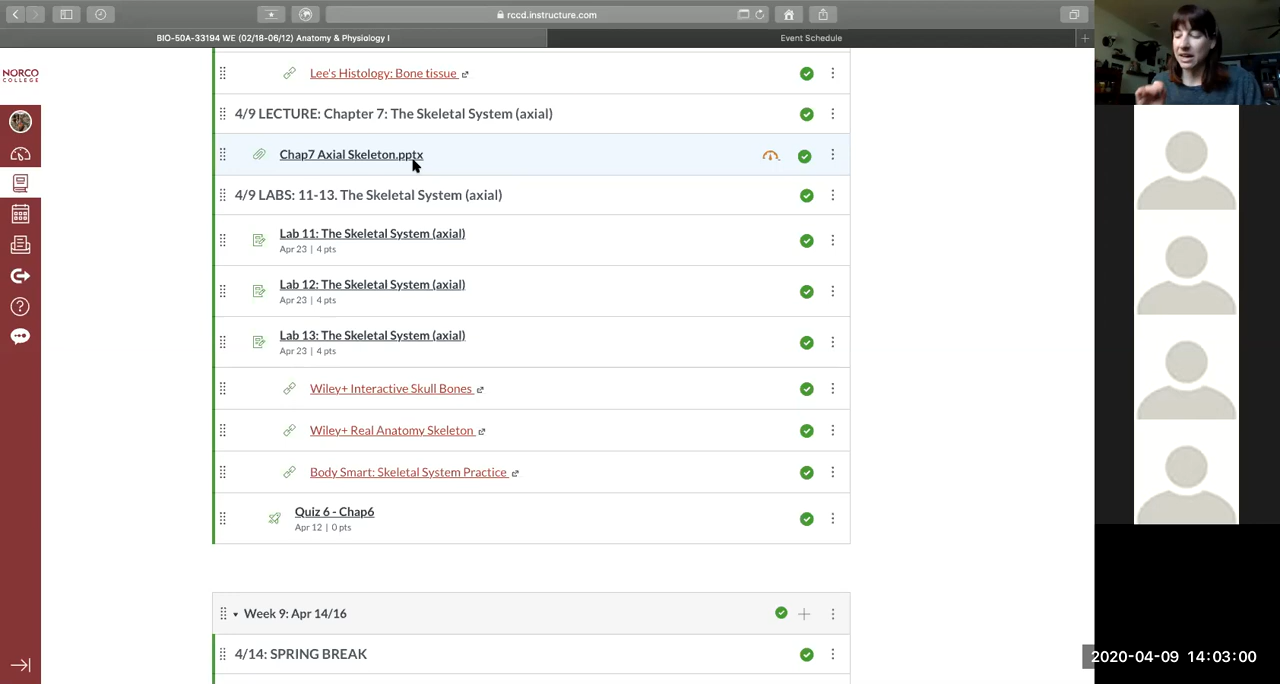 rccd.instructure.com
BIO-50A-33194 WE (02/18-06/12) Anatomy & Physiology I
Event Schedule
NORCO
COLLEGE
Lee's Histology: Bone tissue
4/9 LECTURE: Chapter 7: The Skeletal System (axial)
Chap7 Axial Skeleton.pptx
4/9 LABS: 11-13. The Skeletal System (axial)
Lab 11: The Skeletal System (axial)
Apr 23 | 4 pts
Lab 12: The Skeletal System (axial)
Apr 23 | 4 pts
Lab 13: The Skeletal System (axial)
Apr 23 | 4 pts
Wiley+ Interactive Skull Bones
Wiley+ Real Anatomy Skeleton
Body Smart: Skeletal System Practice
Quiz 6 - Chap6
Apr 12 | 0 pts
Week 9: Apr 14/16
4/14: SPRING BREAK
2020-04-09 14:03:00